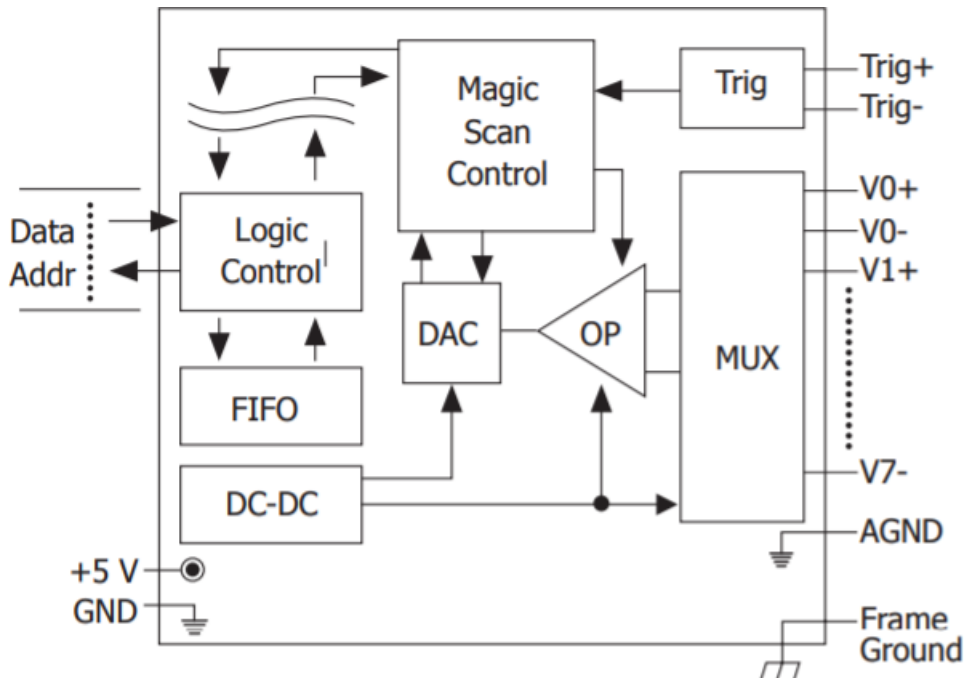 Magic
Scan
Control
Trig
Trig+
Trig-
Data
Addr
Logic
Control
V0+
V0-
V1+
DAC
OP
MUX
FIFO
V7-
DC-DC
AGND
+5 V
GND
Frame
Ground